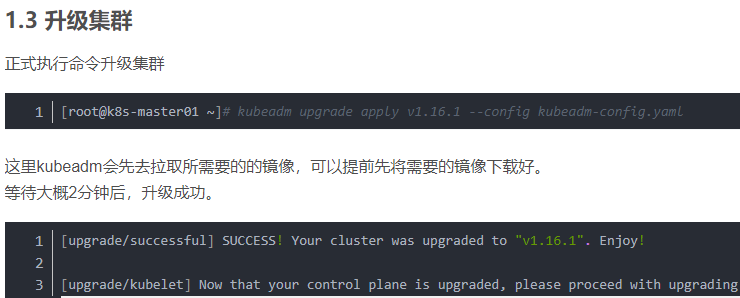 1.3 升级集群
正式执行命令升级集群
1 [root@k8s-master01 ~]# kubeadm upgrade apply v1.16.1 --config kubeadm-config.yaml
这里kubeadm会先去拉取所需要的的镜像，可以提前先将需要的镜像下载好。
等待大概2分钟后，升级成功。
1 [upgrade/successful] SUCCESS! Your cluster was upgraded to "v1.16.1". Enjoy!
2
3 [upgrade/kubelet] Now that your control plane is upgraded, please proceed with upgrading